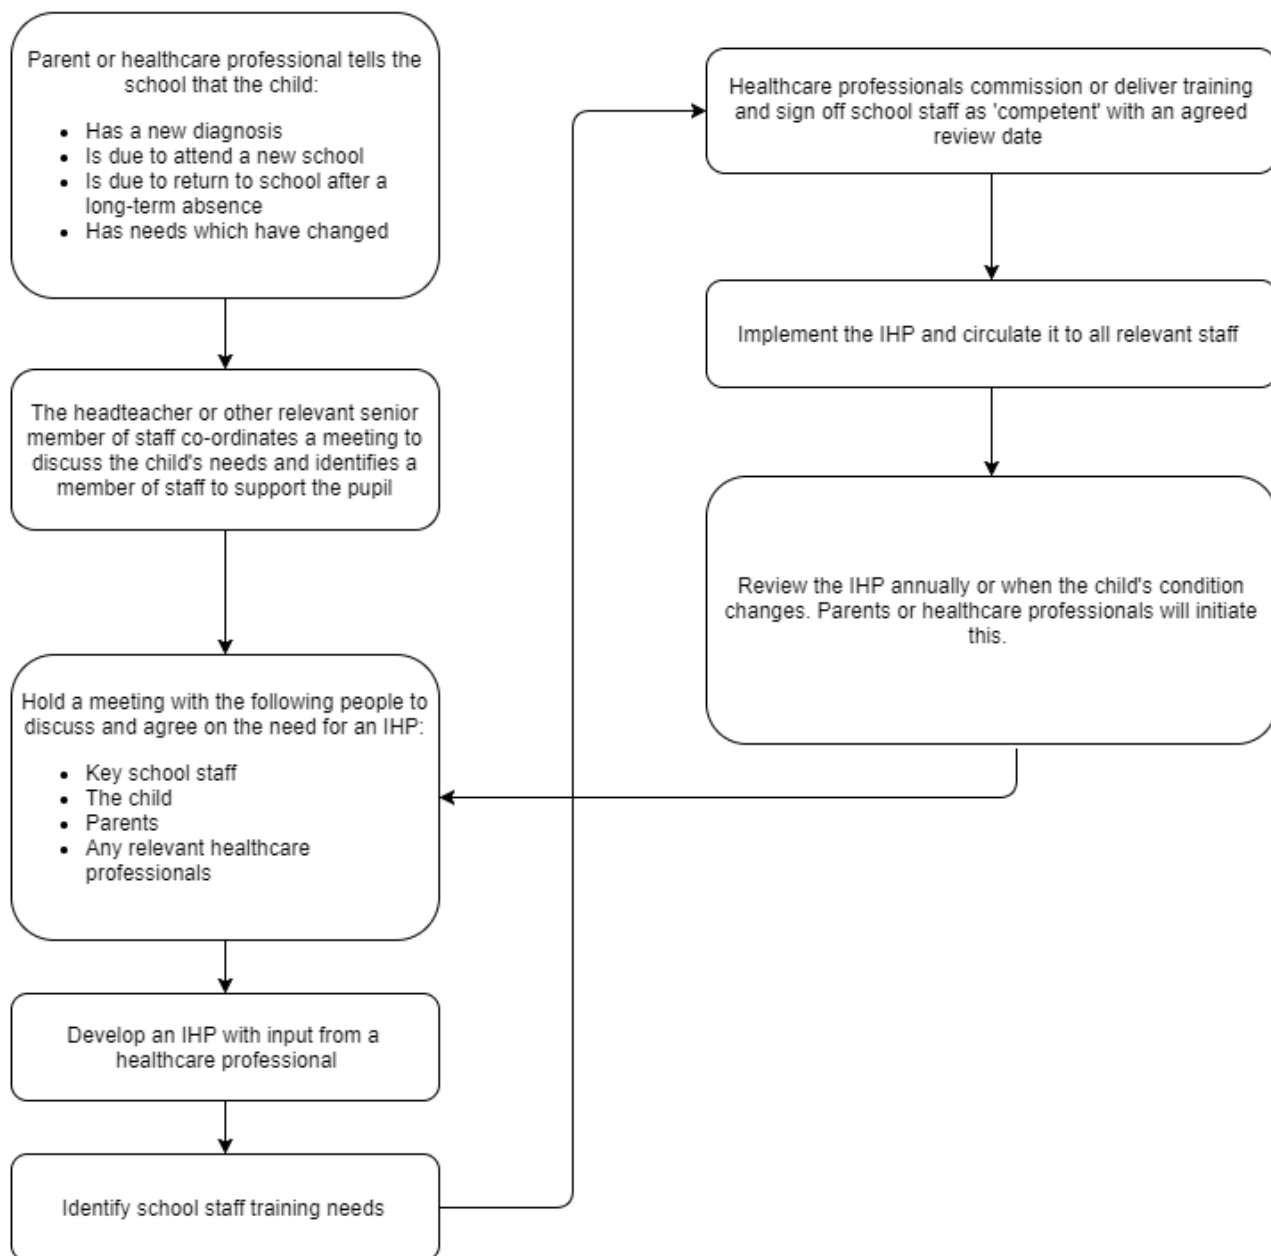 Parent or healthcare professional tells the
school that the child:
• Has a new diagnosis
• Is due to attend a new school
• Is due to return to school after a
long-term absence
• Has needs which have changed
The headteacher or other relevant senior
member of staff co-ordinates a meeting to
discuss the child's needs and identifies a
member of staff to support the pupil
Hold a meeting with the following people to
discuss and agree on the need for an IHP:
• Key school staff
• The child
• Parents
• Any relevant healthcare
professionals
Develop an IHP with input from a
healthcare professional
Identify school staff training needs
Healthcare professionals commission or deliver training
and sign off school staff as 'competent' with an agreed
review date
Implement the IHP and circulate it to all relevant staff
Review the IHP annually or when the child's condition
changes. Parents or healthcare professionals will initiate
this.